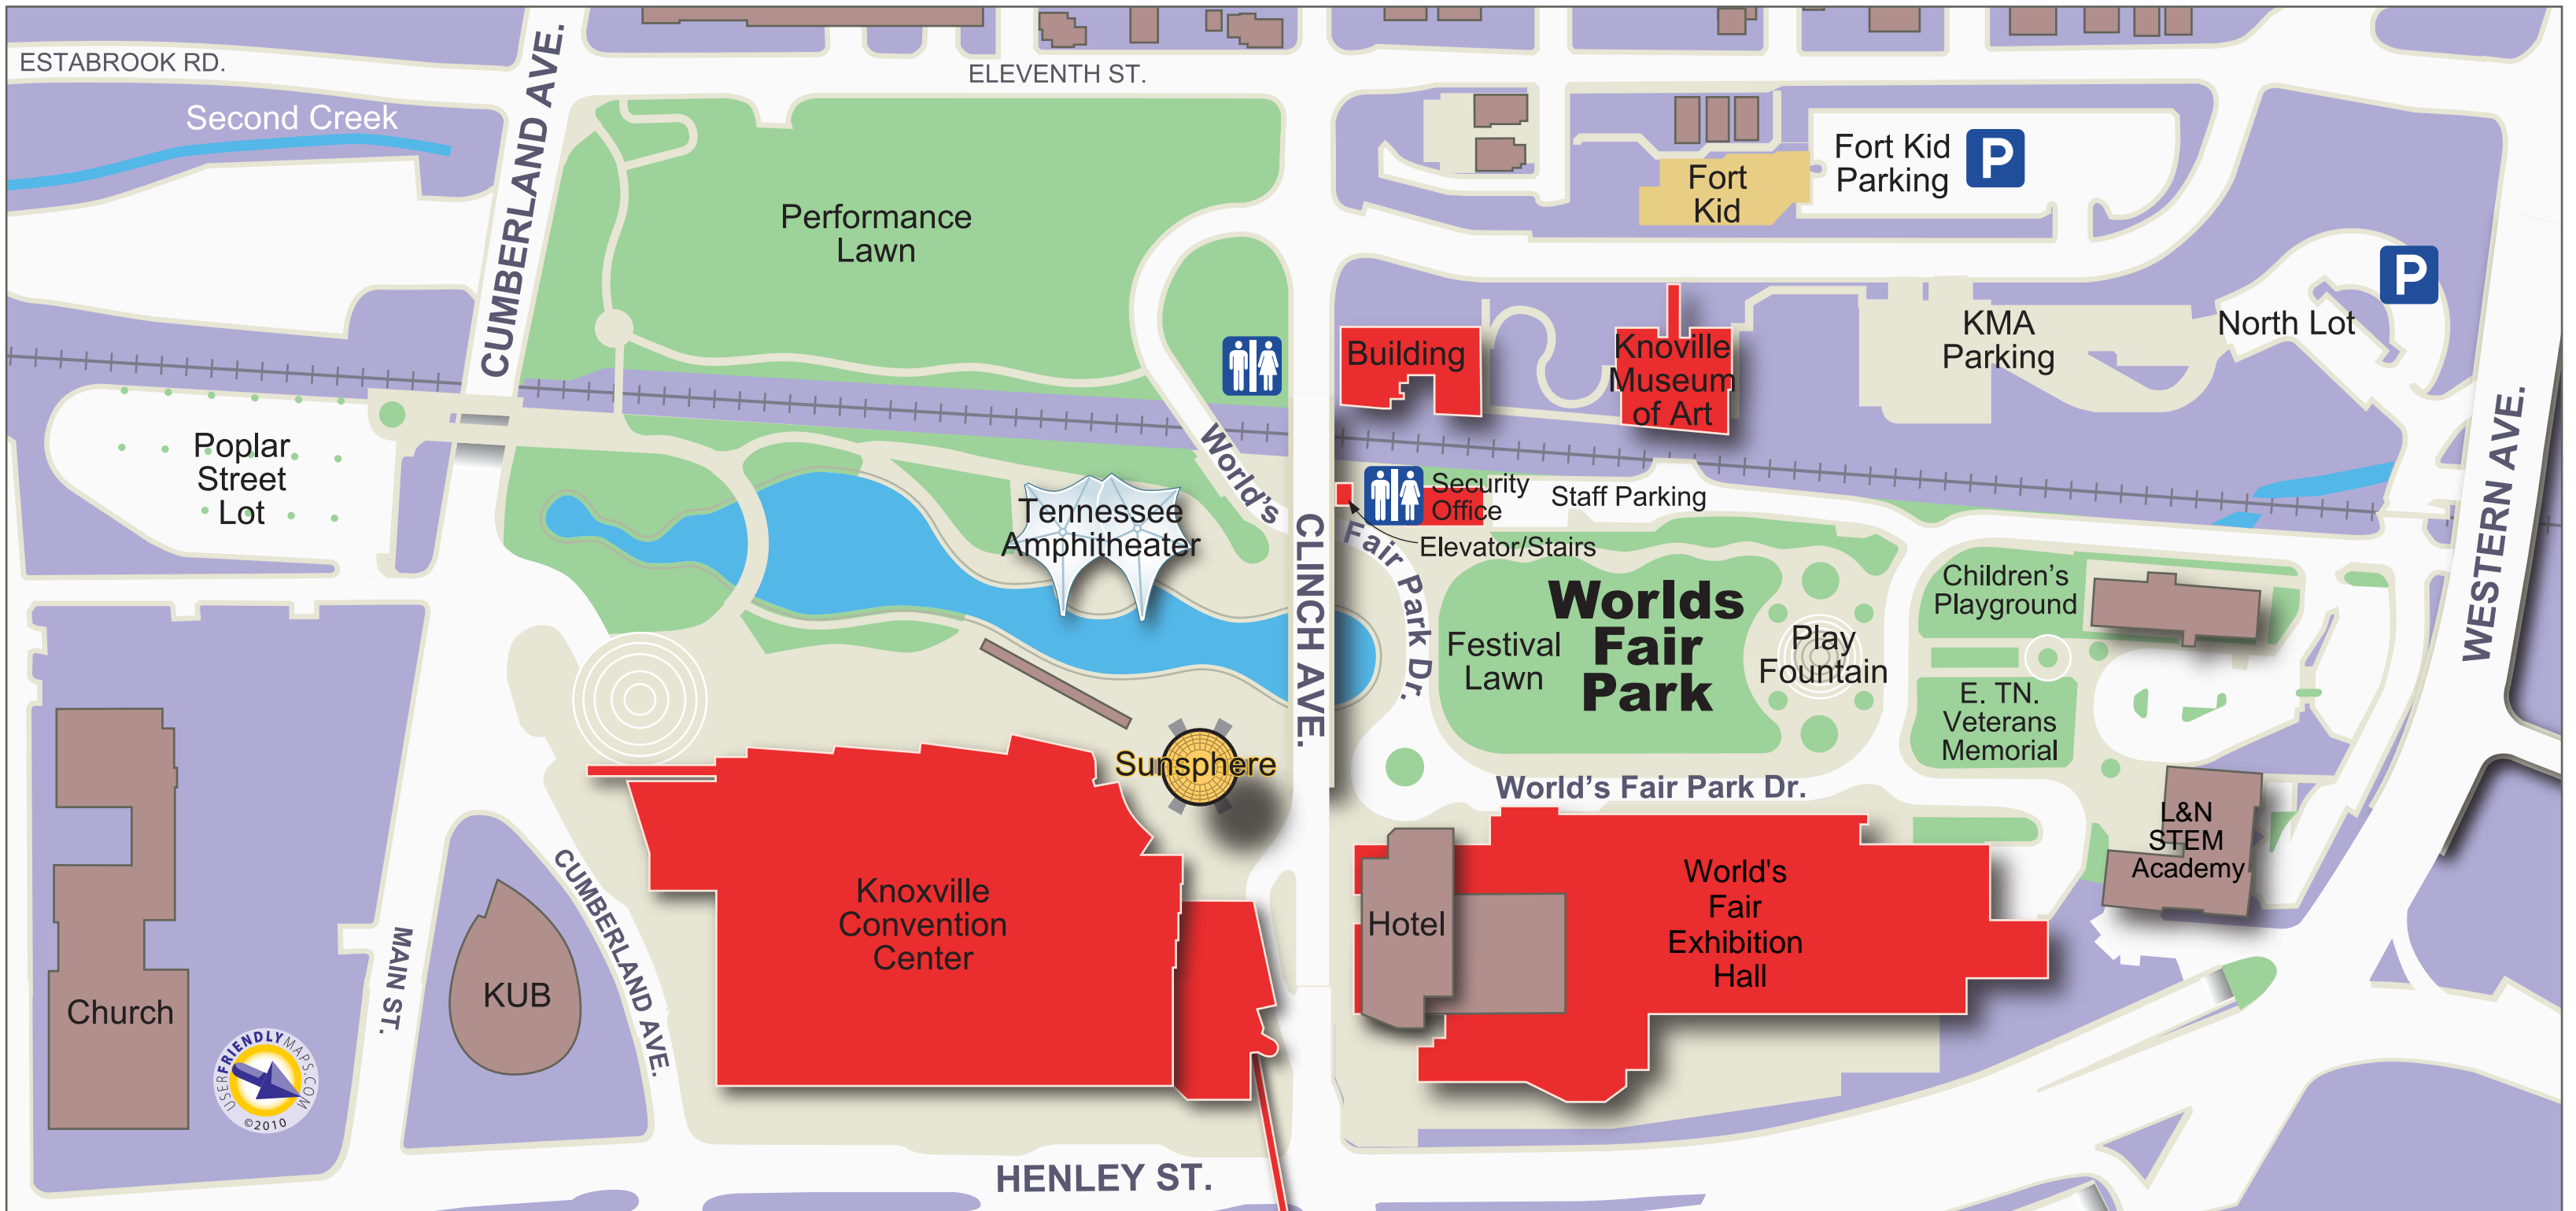 ESTABROOK RD.
Second Creek
CUMBERLAND AVE.
ELEVENTH ST.
Performance
Lawn
Fort
Kid
Fort Kid
Parking
P
P
Building
Knoville
Museum
of Art
KMA
Parking
North Lot
Poplar
Street
Lot
World's
Tennessee
Amphitheater
CLINCH AVE.
Security
Office
Staff Parking
Elevator/Stairs
Fair Park Dr.
WESTERN AVE.
Worlds
Fair
Park
Festival
Lawn
Play
Fountain
Children's
Playground
E. TN.
Veterans
Memorial
Sunsphere
World's Fair Park Dr.
L&N
STEM
Academy
Knoxville
Convention
Center
Hotel
World's
Fair
Exhibition
Hall
CUMBERLAND AVE.
MAIN ST.
KUB
Church
USERFRIENDLYMAPS.COM
©2010
HENLEY ST.